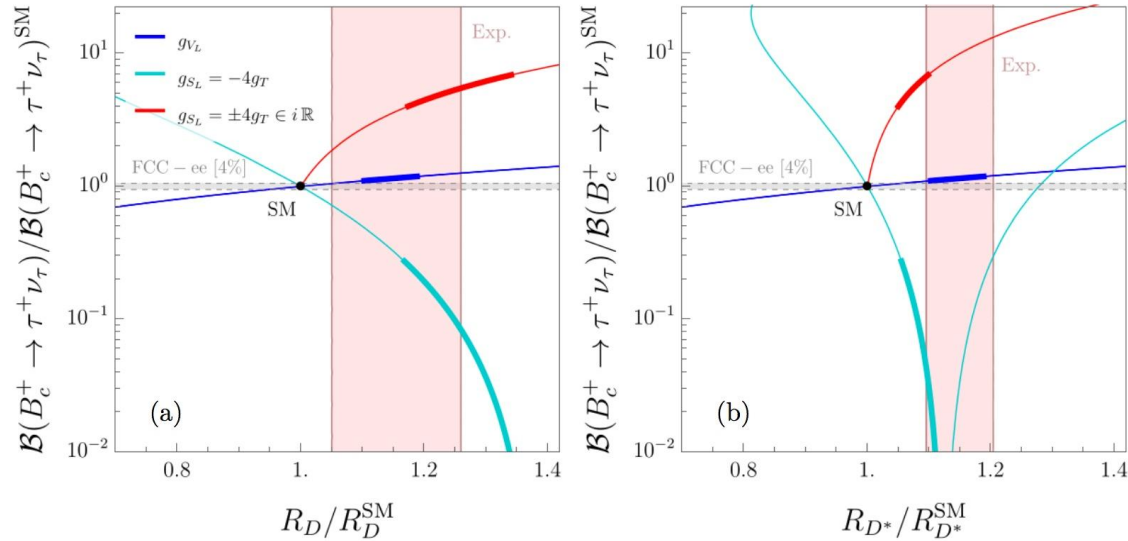 𝓑(B_c^+ → τ^+ ν_τ)/𝓑(B_c^+ → τ^+ ν_τ)^SM
10^1
10^0
10^-1
10^-2
g_{V_L}
g_{S_L} = −4g_T
g_{S_L} = ±4g_T ∈ i ℝ
Exp.
FCC − ee [4%]
SM
(a)
0.8
1.
1.2
1.4
R_D/R_D^SM
𝓑(B_c^+ → τ^+ ν_τ)/𝓑(B_c^+ → τ^+ ν_τ)^SM
10^1
10^0
10^-1
10^-2
Exp.
FCC − ee [4%]
SM
(b)
0.8
1.
1.2
1.4
R_{D*}/R_{D*}^SM